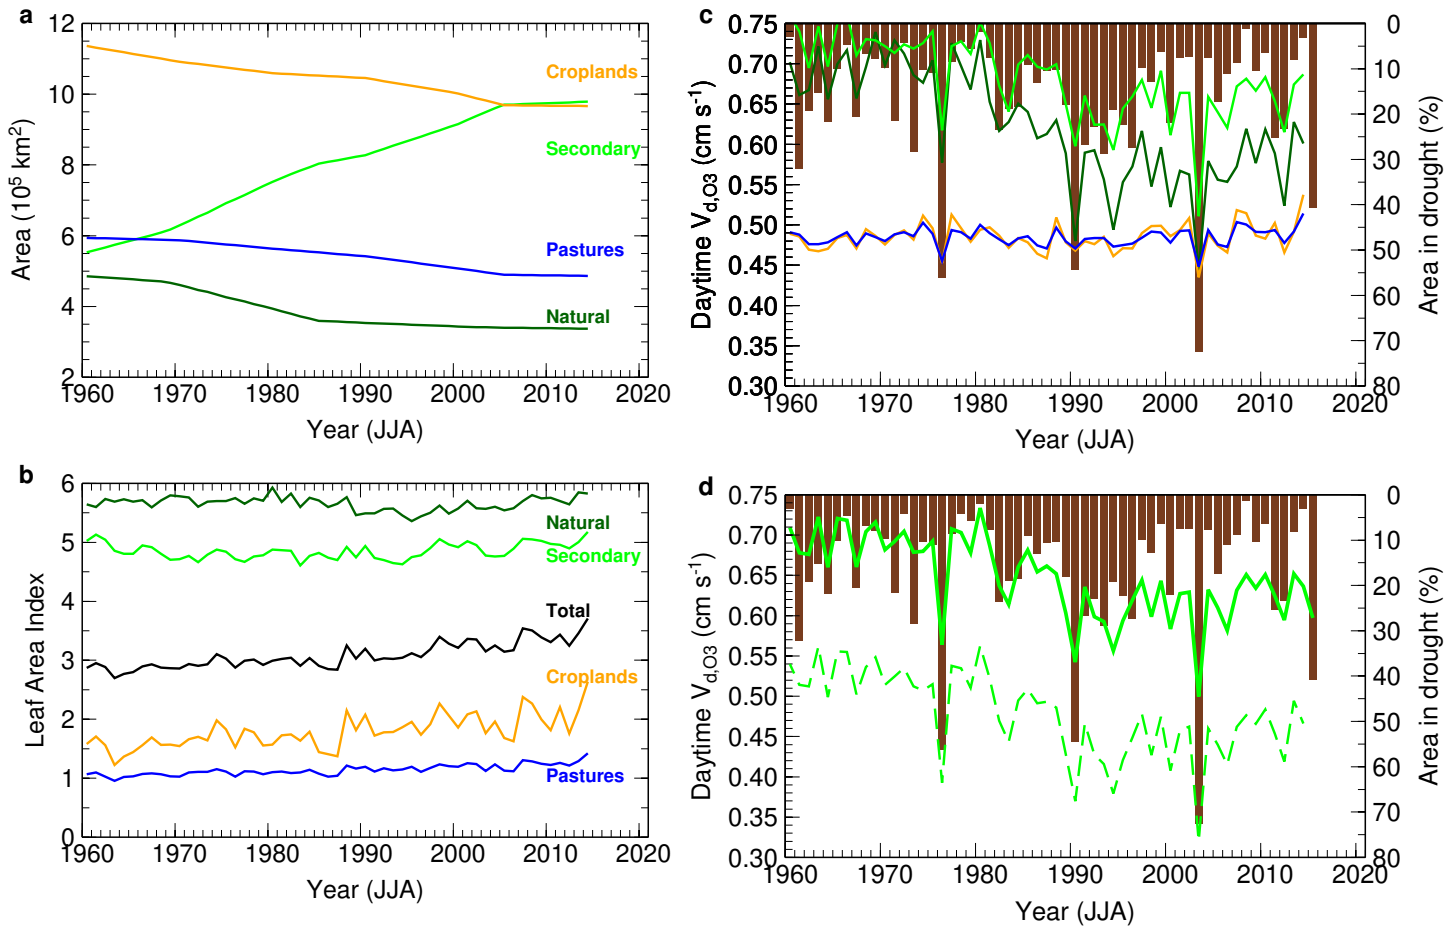 a
12
10
8
6
4
2
Area (10⁵ km²)
Croplands
Secondary
Pastures
Natural
1960 1970 1980 1990 2000 2010 2020
Year (JJA)
c
0.75
0.70
0.65
0.60
0.55
0.50
0.45
0.40
0.35
0.30
Daytime V_d,O3 (cm s⁻¹)
0
10
20
30
40
50
60
70
80
Area in drought (%)
1960 1970 1980 1990 2000 2010 2020
Year (JJA)
b
6
5
4
3
2
1
0
Leaf Area Index
Natural
Secondary
Total
Croplands
Pastures
1960 1970 1980 1990 2000 2010 2020
Year (JJA)
d
0.75
0.70
0.65
0.60
0.55
0.50
0.45
0.40
0.35
0.30
Daytime V_d,O3 (cm s⁻¹)
0
10
20
30
40
50
60
70
80
Area in drought (%)
1960 1970 1980 1990 2000 2010 2020
Year (JJA)